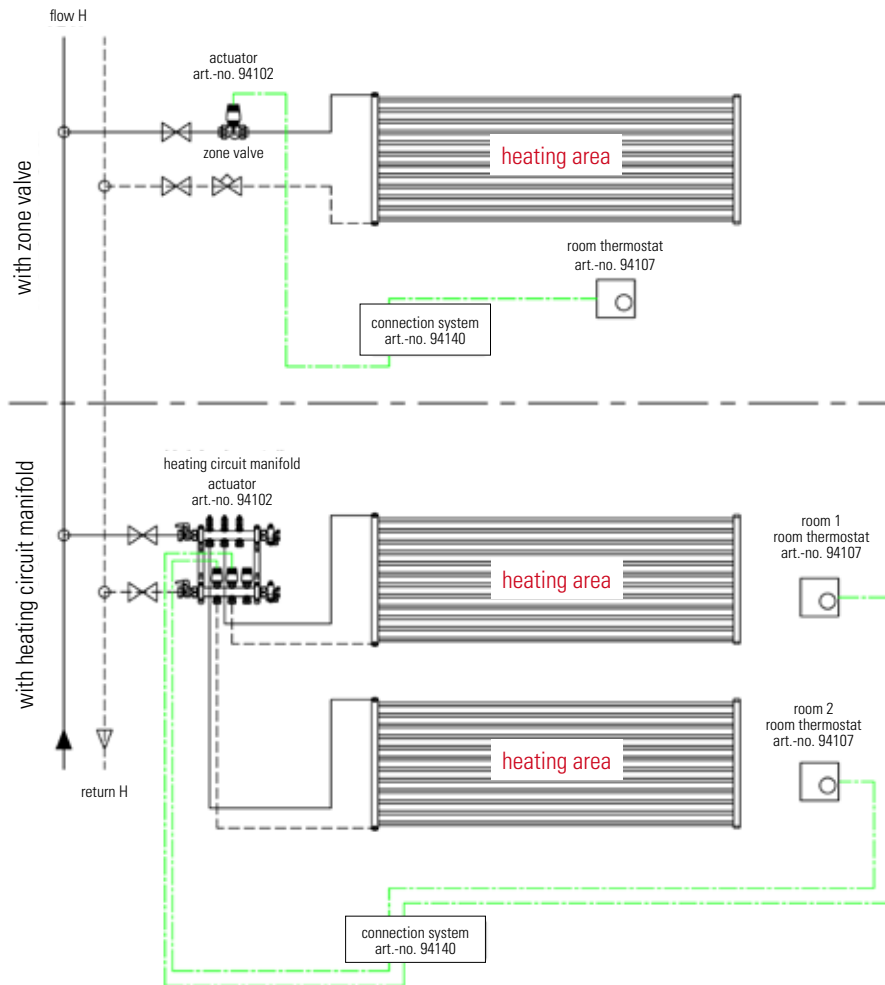 flow H
actuator
art.-no. 94102
zone valve
heating area
with zone valve
room thermostat
art.-no. 94107
connection system
art.-no. 94140
heating circuit manifold
actuator
art.-no. 94102
with heating circuit manifold
heating area
room 1
room thermostat
art.-no. 94107
heating area
room 2
room thermostat
art.-no. 94107
return H
connection system
art.-no. 94140